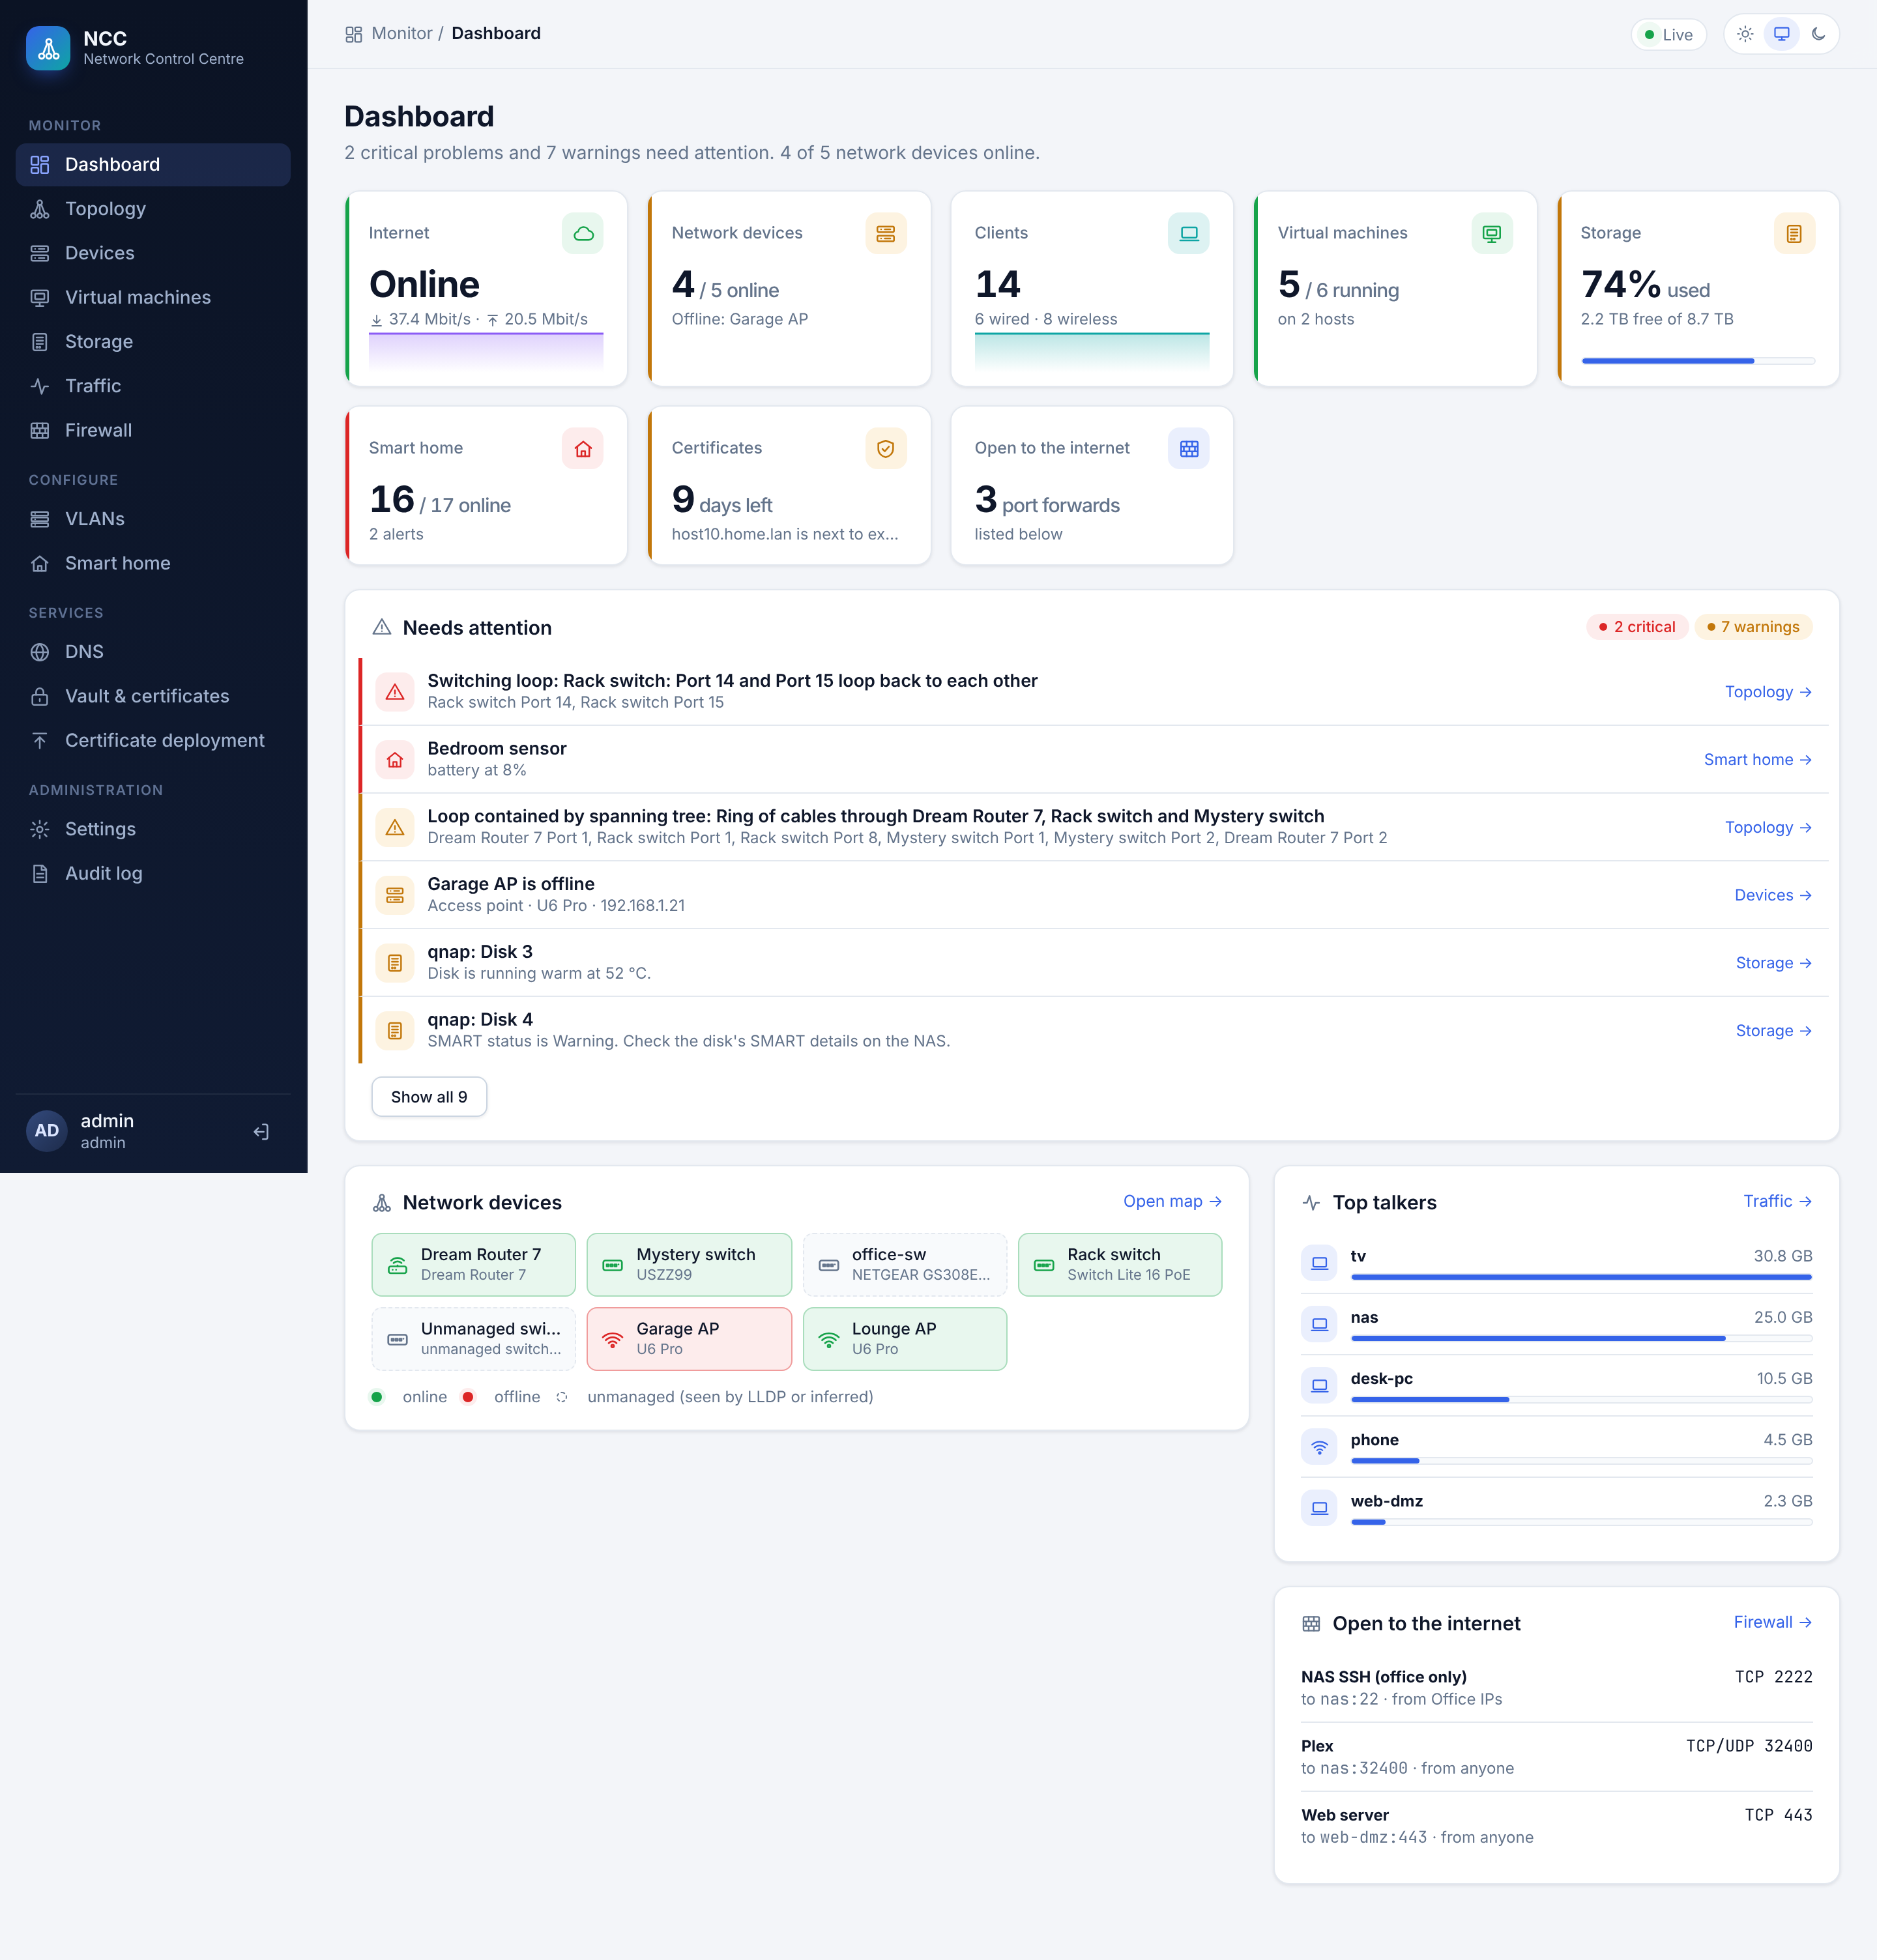 NCC
Network Control Centre
MONITOR
Dashboard
Topology
Devices
Virtual machines
Storage
Traffic
Firewall
CONFIGURE
VLANs
Smart home
SERVICES
DNS
Vault & certificates
Certificate deployment
ADMINISTRATION
Settings
Audit log
AD
admin
admin
Monitor / Dashboard
Live
Dashboard
2 critical problems and 7 warnings need attention. 4 of 5 network devices online.
Internet
Online
↓ 37.4 Mbit/s · ↑ 20.5 Mbit/s
Network devices
4 / 5 online
Offline: Garage AP
Clients
14
6 wired · 8 wireless
Virtual machines
5 / 6 running
on 2 hosts
Storage
74% used
2.2 TB free of 8.7 TB
Smart home
16 / 17 online
2 alerts
Certificates
9 days left
host10.home.lan is next to ex...
Open to the internet
3 port forwards
listed below
Needs attention
2 critical
7 warnings
Switching loop: Rack switch: Port 14 and Port 15 loop back to each other
Rack switch Port 14, Rack switch Port 15
Topology →
Bedroom sensor
battery at 8%
Smart home →
Loop contained by spanning tree: Ring of cables through Dream Router 7, Rack switch and Mystery switch
Dream Router 7 Port 1, Rack switch Port 1, Rack switch Port 8, Mystery switch Port 1, Mystery switch Port 2, Dream Router 7 Port 2
Topology →
Garage AP is offline
Access point · U6 Pro · 192.168.1.21
Devices →
qnap: Disk 3
Disk is running warm at 52 °C.
Storage →
qnap: Disk 4
SMART status is Warning. Check the disk's SMART details on the NAS.
Storage →
Show all 9
Network devices
Open map →
Dream Router 7
Dream Router 7
Mystery switch
USZZ99
office-sw
NETGEAR GS308E...
Rack switch
Switch Lite 16 PoE
Unmanaged swi...
unmanaged switch...
Garage AP
U6 Pro
Lounge AP
U6 Pro
online
offline
unmanaged (seen by LLDP or inferred)
Top talkers
Traffic →
tv
30.8 GB
nas
25.0 GB
desk-pc
10.5 GB
phone
4.5 GB
web-dmz
2.3 GB
Open to the internet
Firewall →
NAS SSH (office only)
TCP 2222
to nas:22 · from Office IPs
Plex
TCP/UDP 32400
to nas:32400 · from anyone
Web server
TCP 443
to web-dmz:443 · from anyone